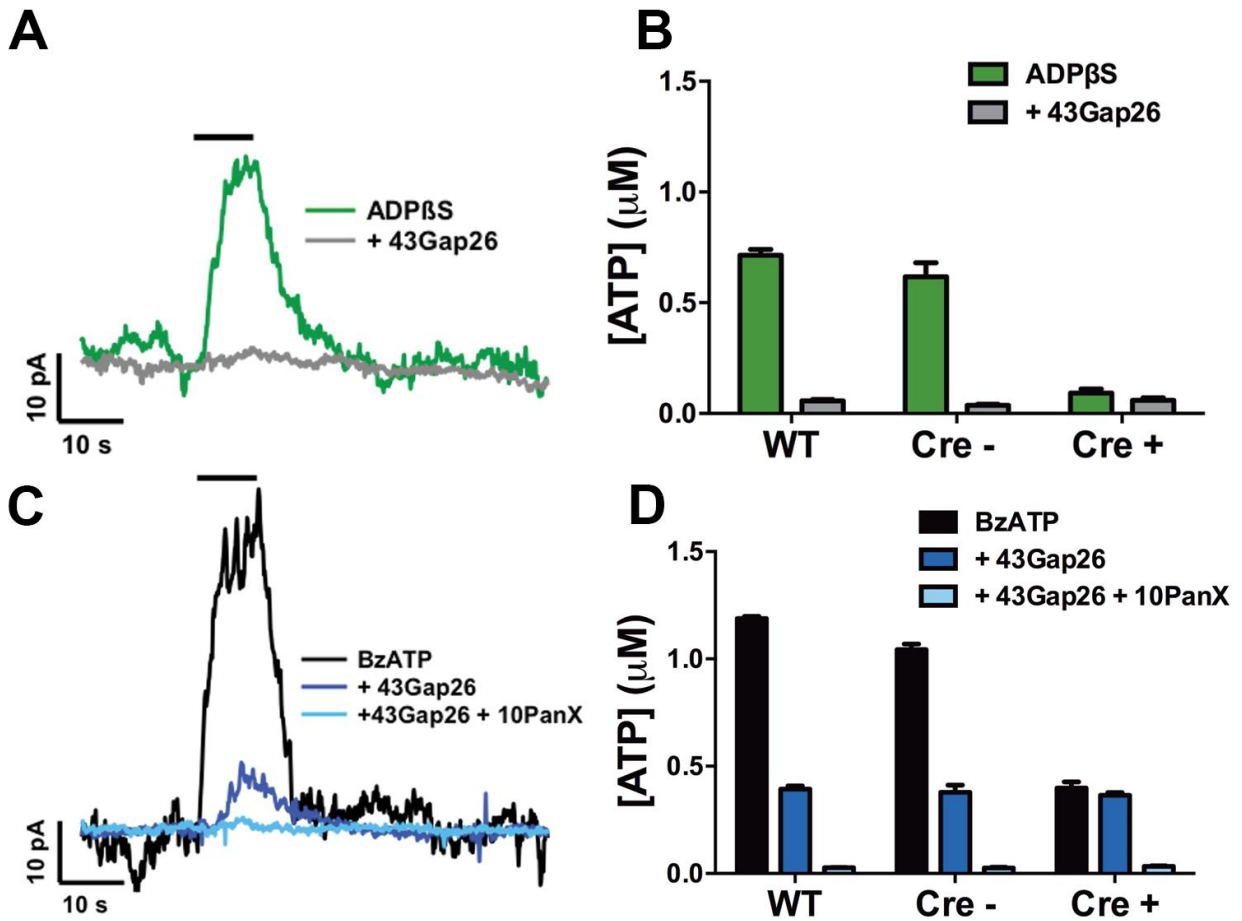 A
ADPßS
+ 43Gap26
10 pA
10 s
B
ADPβS
+ 43Gap26
[ATP] (μM)
1.5
1.0
0.5
0.0
WT
Cre -
Cre +
C
BzATP
+ 43Gap26
+43Gap26 + 10PanX
10 pA
10 s
D
BzATP
+ 43Gap26
+ 43Gap26 + 10PanX
[ATP] (μM)
1.5
1.0
0.5
0.0
WT
Cre -
Cre +